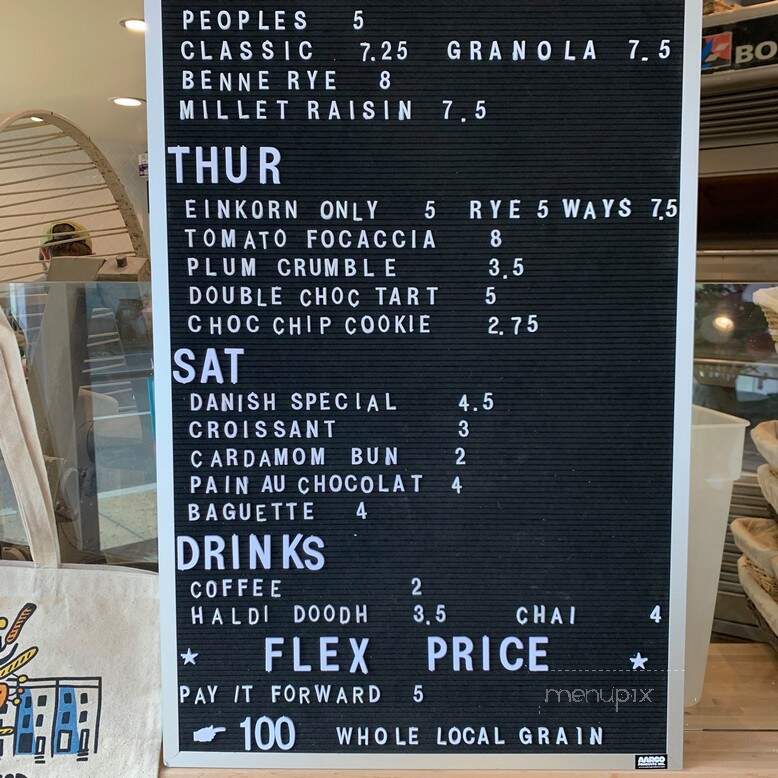 PEOPLES 5
CLASSIC 7.25 GRANOLA 7.5
BENNE RYE 8
MILLET RAISIN 7.5
THUR
EINKORN ONLY 5 RYE 5 WAYS 7.5
TOMATO FOCACCIA 8
PLUM CRUMBLE 3.5
DOUBLE CHOC TART 5
CHOC CHIP COOKIE 2.75
SAT
DANISH SPECIAL 4.5
CROISSANT 3
CARDAMOM BUN 2
PAIN AU CHOCOLAT 4
BAGUETTE 4
DRINKS
COFFEE 2
HALDI DOODH 3.5 CHAI 4
FLEX PRICE
PAY IT FORWARD 5
100 WHOLE LOCAL GRAIN
menupix
AARCO
BO